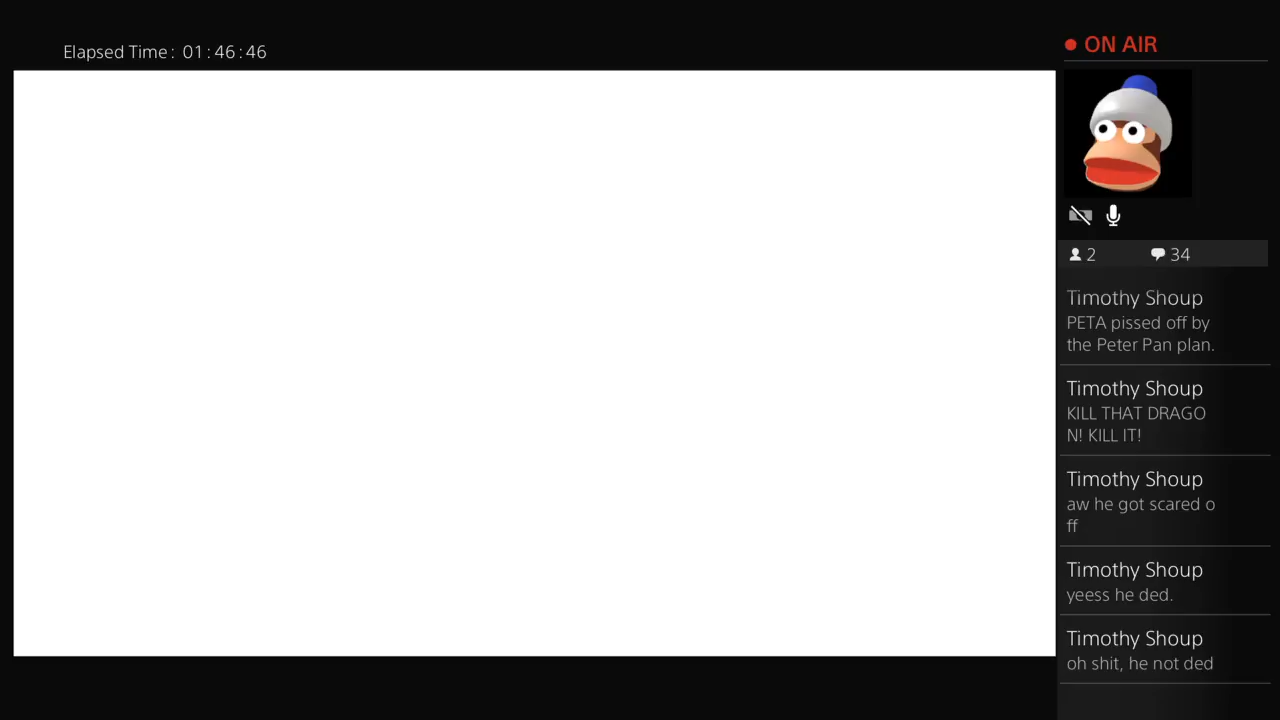 Elapsed Time: 01:46:46
ON AIR
2 34
Timothy Shoup
PETA pissed off by
the Peter Pan plan.
Timothy Shoup
KILL THAT DRAGO
N! KILL IT!
Timothy Shoup
aw he got scared o
ff
Timothy Shoup
yeess he ded.
Timothy Shoup
oh shit, he not ded